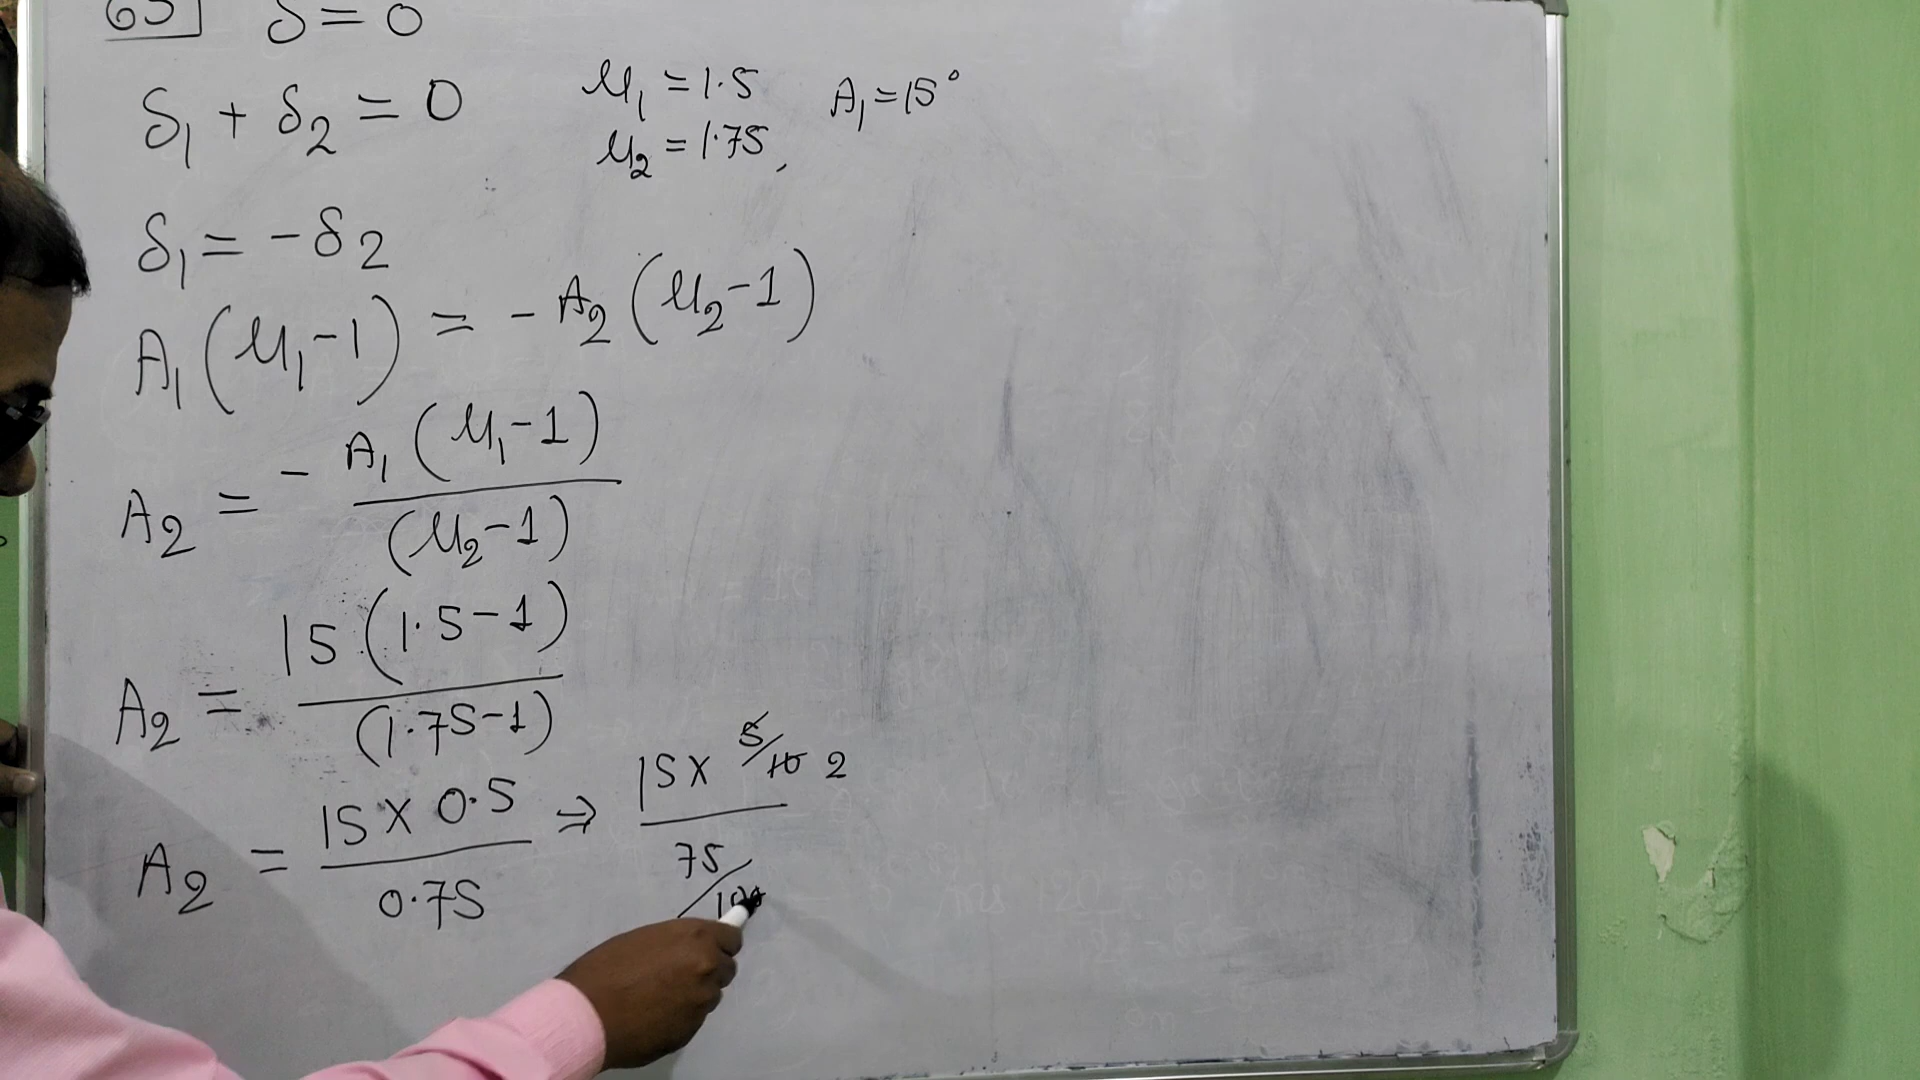 65] δ = 0
δ₁ + δ₂ = 0
μ₁ = 1.5 A₁ = 15°
μ₂ = 1.75,
δ₁ = - δ₂
A₁ (μ₁ - 1) = - A₂ (μ₂ - 1)
A₂ = - A₁ (μ₁ - 1) / (μ₂ - 1)
A₂ = 15 (1.5 - 1) / (1.75 - 1)
A₂ = 15 × 0.5 / 0.75 ⇒ 15 × 5/10 2 / 75/100